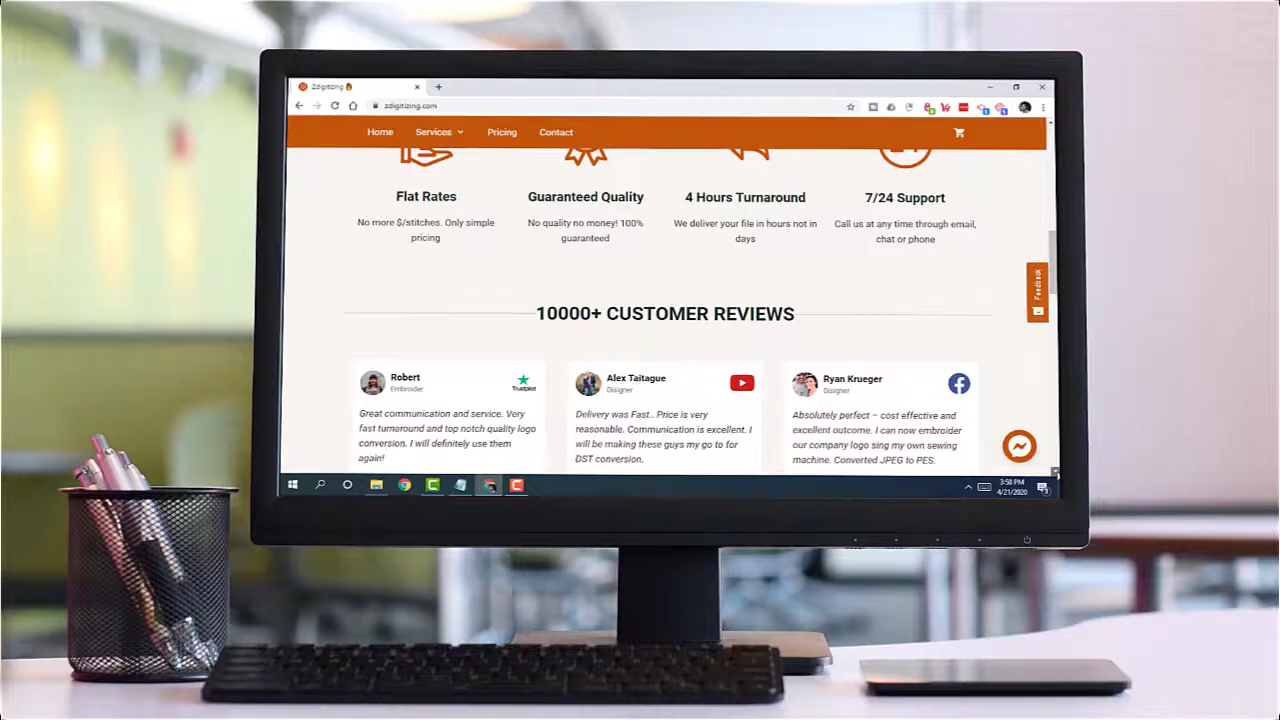 Zdigitizing
zdigitizing.com
Home Services Pricing Contact
Flat Rates
No more $/stitches. Only simple
pricing
Guaranteed Quality
No quality no money! 100%
guaranteed
4 Hours Turnaround
We deliver your file in hours not in
days
7/24 Support
Call us at any time through email,
chat or phone
Feedback
10000+ CUSTOMER REVIEWS
Robert
Embroider
Trustpilot
Great communication and service. Very
fast turnaround and top notch quality logo
conversion. I will definitely use them
again!
Alex Taitague
Disigner
Delivery was Fast.. Price is very
reasonable. Communication is excellent. I
will be making these guys my go to for
DST conversion.
Ryan Krueger
Disigner
Absolutely perfect – cost effective and
excellent outcome. I can now embroider
our company logo sing my own sewing
machine. Converted JPEG to PES.
3:58 PM
4/21/2020